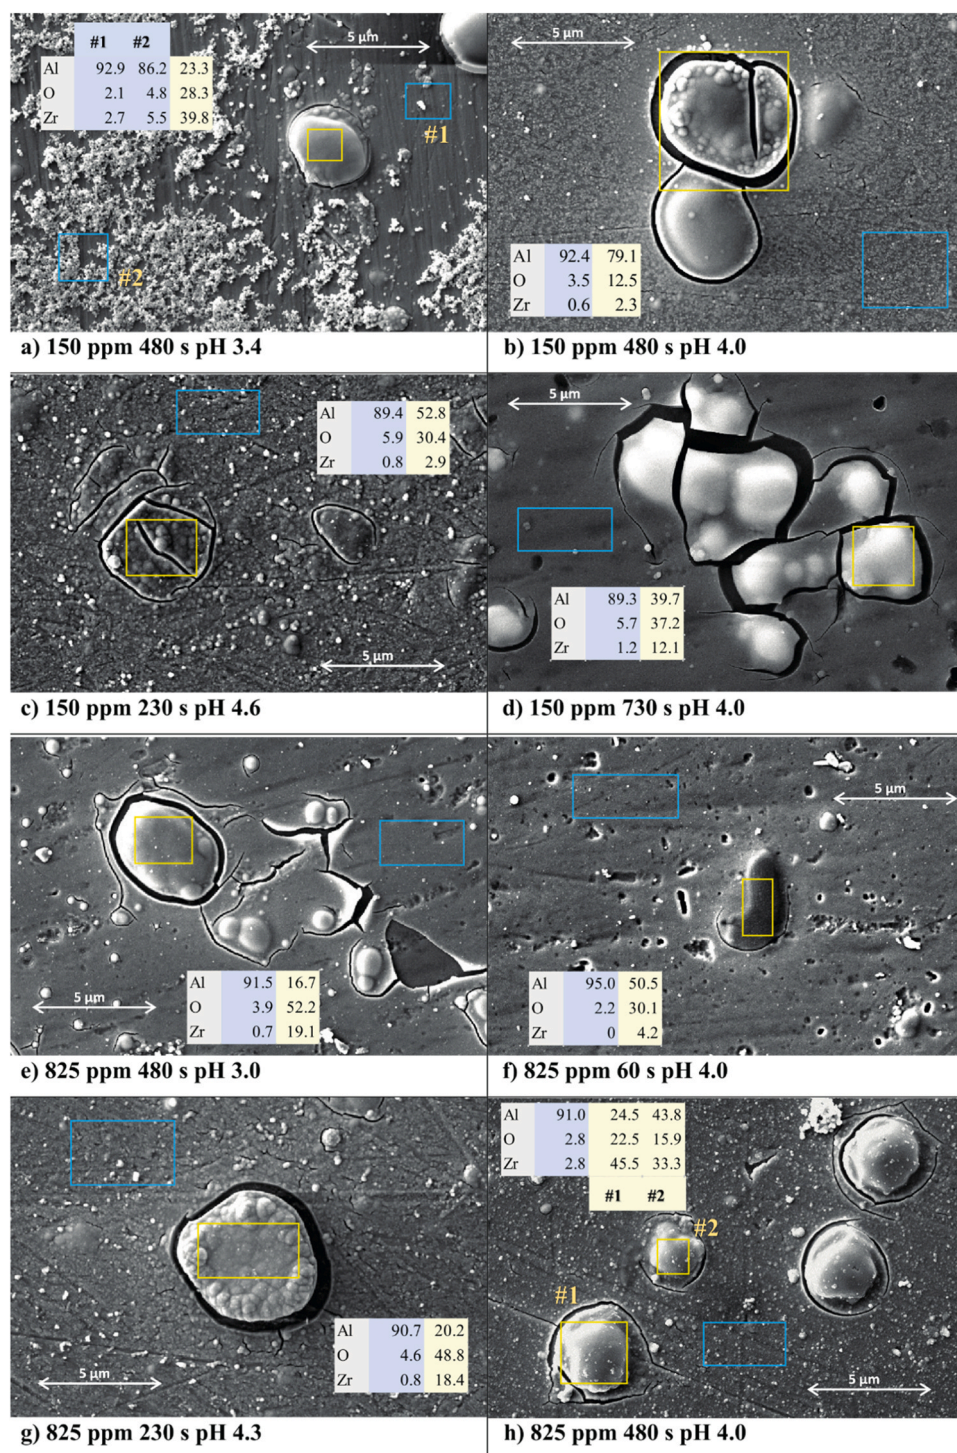 5 µm
#1 #2
Al 92.9 86.2 23.3
O 2.1 4.8 28.3
Zr 2.7 5.5 39.8
#1
#2
a) 150 ppm 480 s pH 3.4
5 µm
Al 92.4 79.1
O 3.5 12.5
Zr 0.6 2.3
b) 150 ppm 480 s pH 4.0
Al 89.4 52.8
O 5.9 30.4
Zr 0.8 2.9
5 µm
c) 150 ppm 230 s pH 4.6
5 µm
Al 89.3 39.7
O 5.7 37.2
Zr 1.2 12.1
d) 150 ppm 730 s pH 4.0
Al 91.5 16.7
O 3.9 52.2
Zr 0.7 19.1
5 µm
e) 825 ppm 480 s pH 3.0
5 µm
Al 95.0 50.5
O 2.2 30.1
Zr 0 4.2
f) 825 ppm 60 s pH 4.0
Al 90.7 20.2
O 4.6 48.8
Zr 0.8 18.4
5 µm
g) 825 ppm 230 s pH 4.3
Al 91.0 24.5 43.8
O 2.8 22.5 15.9
Zr 2.8 45.5 33.3
#1 #2
#2
#1
5 µm
h) 825 ppm 480 s pH 4.0